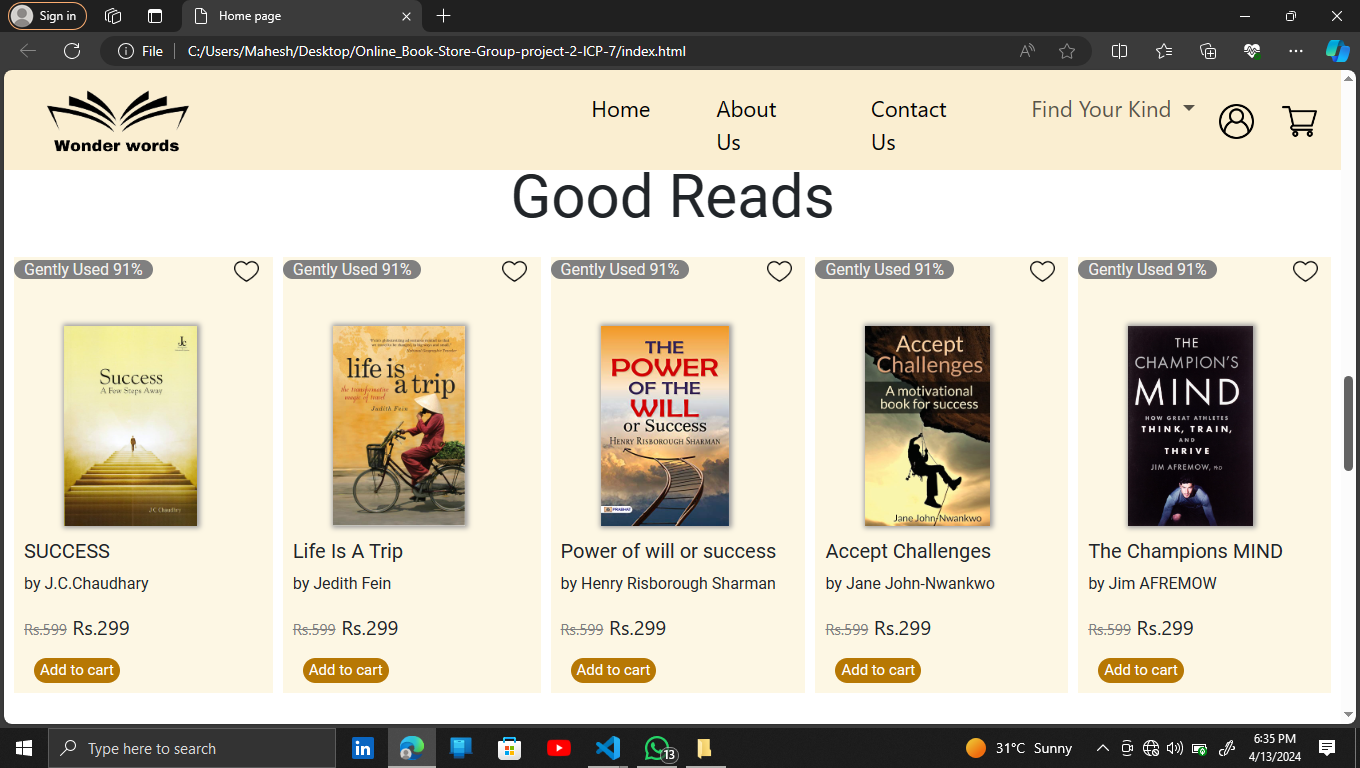 Sign in
Home page
File
C:/Users/Mahesh/Desktop/Online_Book-Store-Group-project-2-ICP-7/index.html
Wonder words
Home
About Us
Contact Us
Find Your Kind
Good Reads
Gently Used 91%
Gently Used 91%
Gently Used 91%
Gently Used 91%
Gently Used 91%
Success
A Few Steps Away
J.C Chaudhry
life is a trip
the transformative magic of travel
Judith Fein
THE
POWER
OF THE
WILL
or Success
HENRY RISBOROUGH SHARMAN
PRABHAT
Accept
Challenges
A motivational
book for success
Jane John-Nwankwo
THE
CHAMPION'S
MIND
HOW GREAT ATHLETES
THINK, TRAIN,
AND
THRIVE
JIM AFREMOW, PhD
SUCCESS
by J.C.Chaudhary
Rs.599 Rs.299
Add to cart
Life Is A Trip
by Jedith Fein
Rs.599 Rs.299
Add to cart
Power of will or success
by Henry Risborough Sharman
Rs.599 Rs.299
Add to cart
Accept Challenges
by Jane John-Nwankwo
Rs.599 Rs.299
Add to cart
The Champions MIND
by Jim AFREMOW
Rs.599 Rs.299
Add to cart
Type here to search
13
31°C Sunny
6:35 PM
4/13/2024